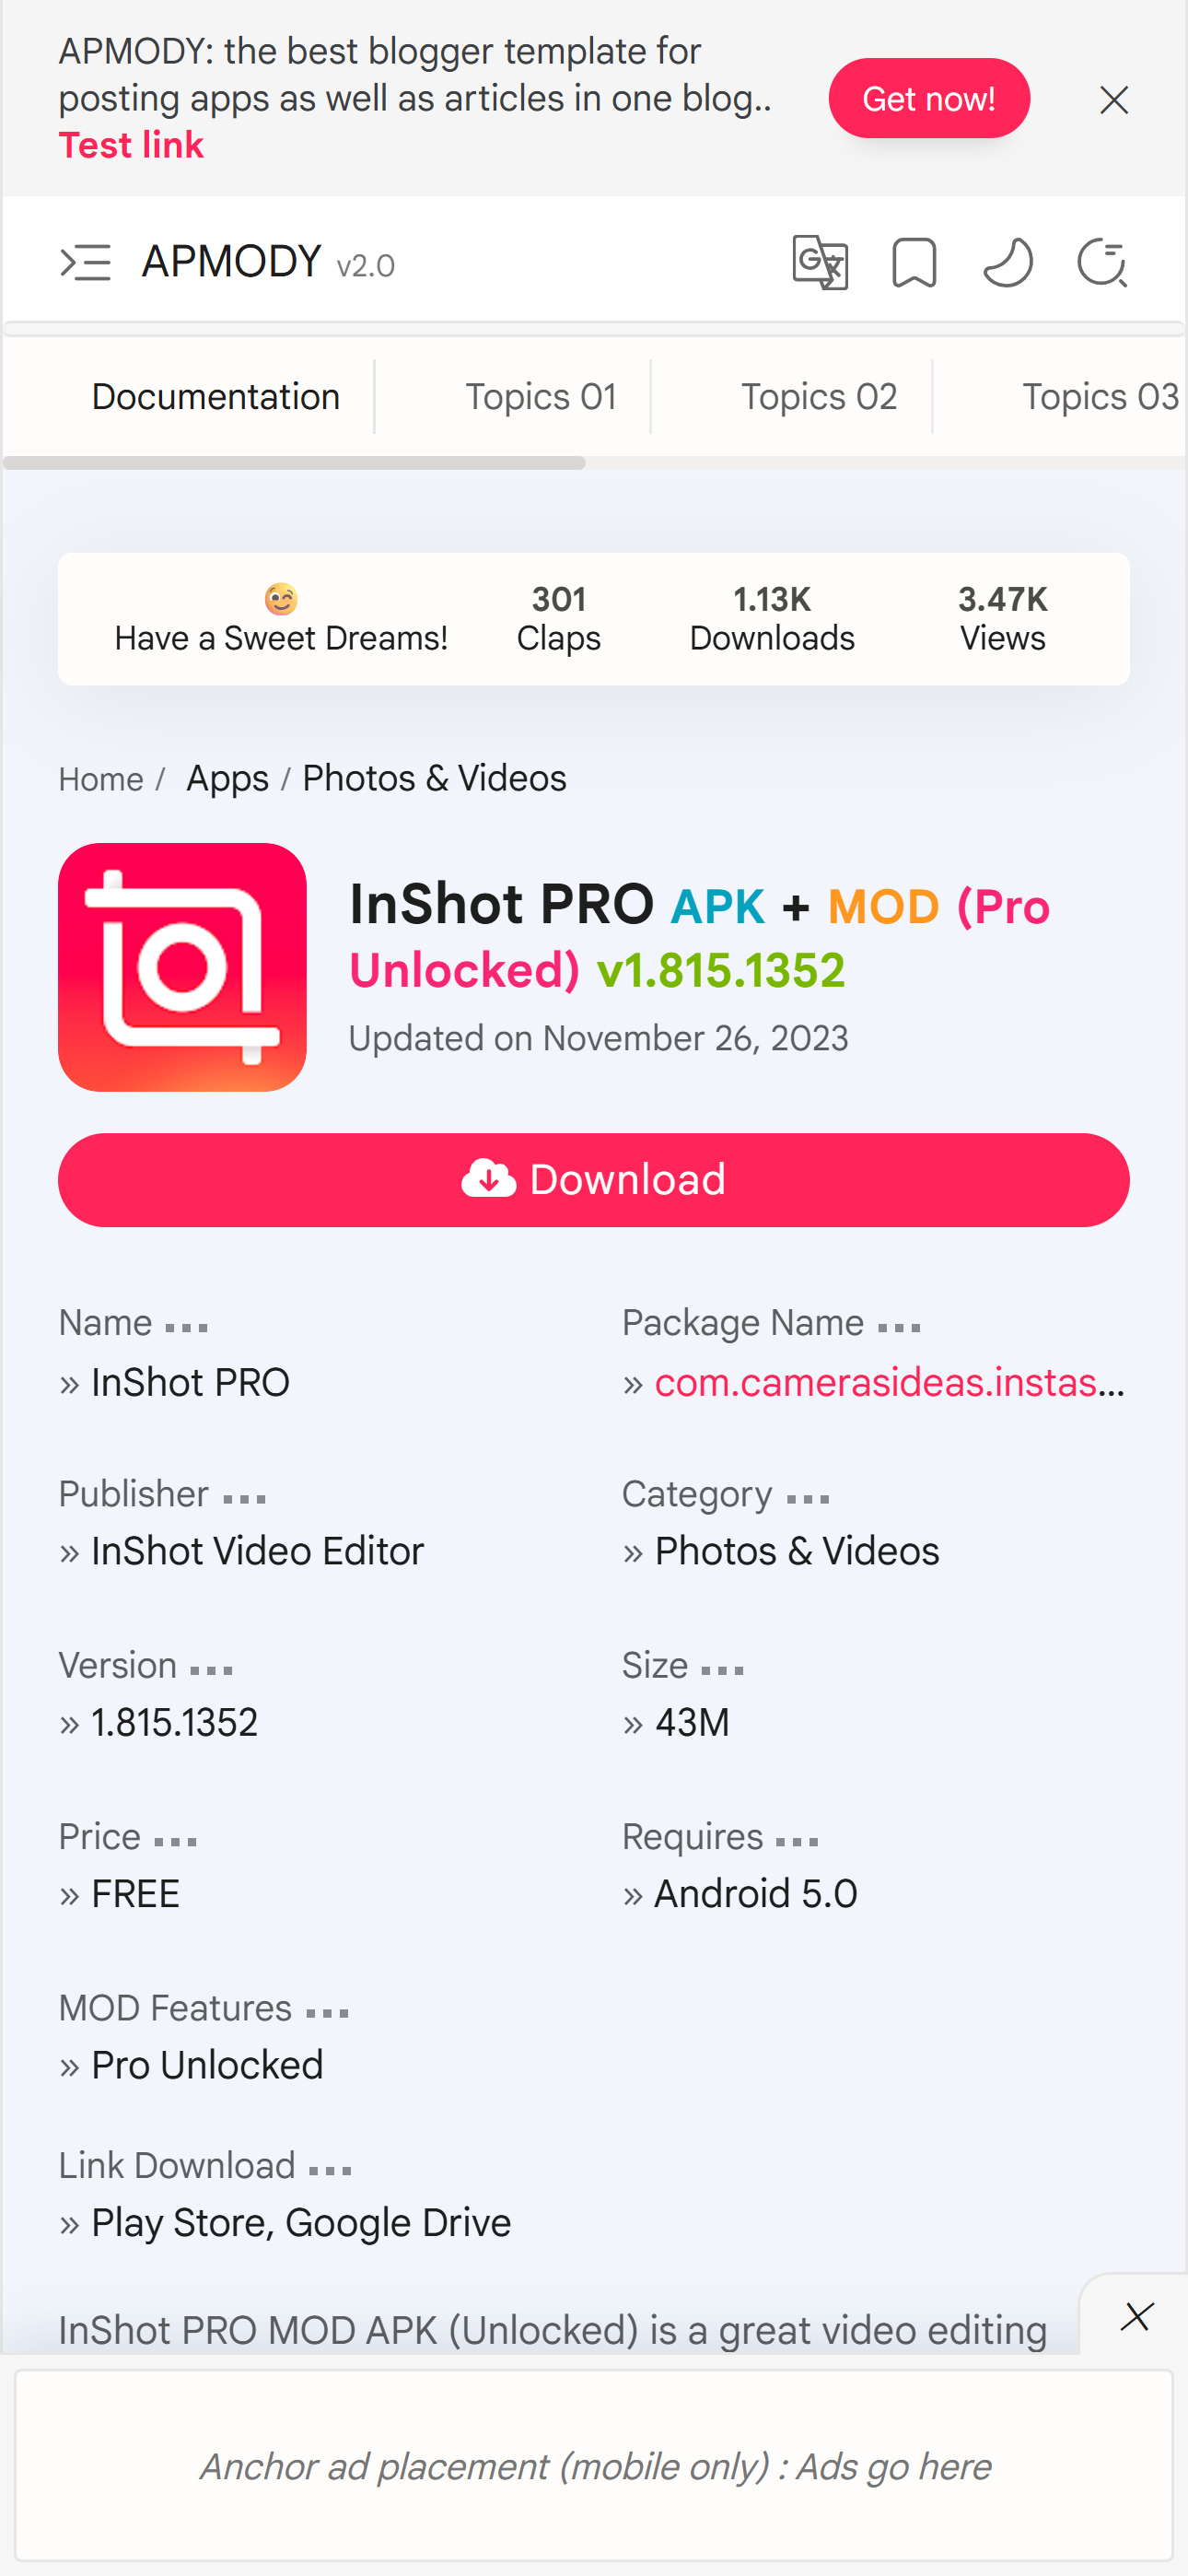 APMODY: the best blogger template for
posting apps as well as articles in one blog..
Test link
Get now!
APMODY v2.0
Documentation
Topics 01
Topics 02
Topics 03
Have a Sweet Dreams!
301
Claps
1.13K
Downloads
3.47K
Views
Home / Apps / Photos & Videos
InShot PRO APK + MOD (Pro
Unlocked) v1.815.1352
Updated on November 26, 2023
Download
Name
» InShot PRO
Package Name
» com.camerasideas.instas...
Publisher
» InShot Video Editor
Category
» Photos & Videos
Version
» 1.815.1352
Size
» 43M
Price
» FREE
Requires
» Android 5.0
MOD Features
» Pro Unlocked
Link Download
» Play Store, Google Drive
InShot PRO MOD APK (Unlocked) is a great video editing
Anchor ad placement (mobile only) : Ads go here